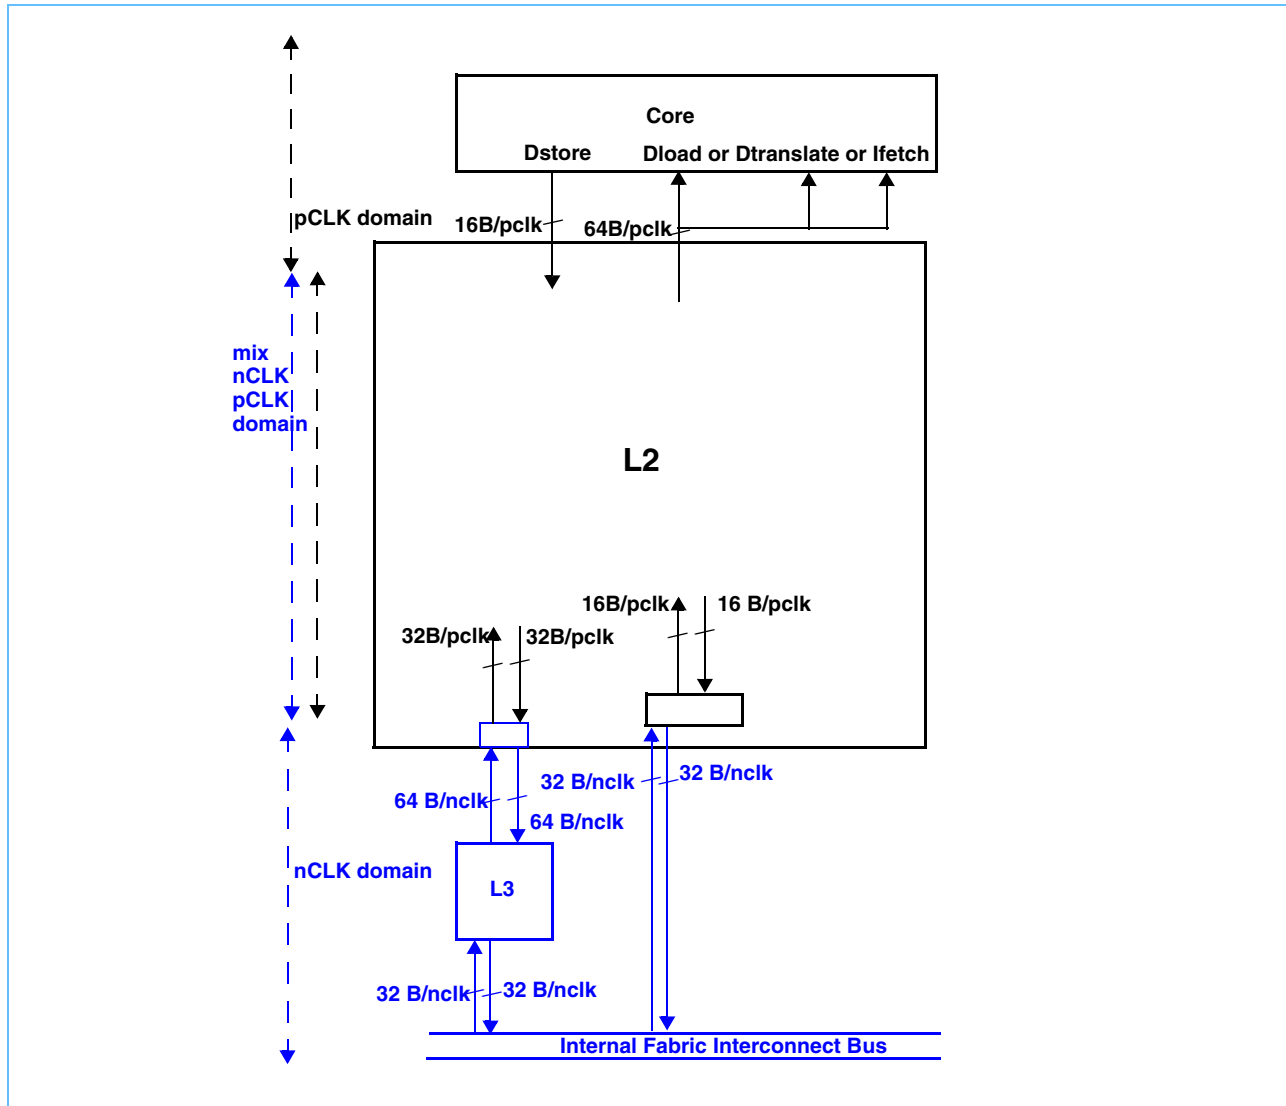 Core
Dstore
Dload or Dtranslate or Ifetch
pCLK domain
16B/pclk
64B/pclk
mix
nCLK
pCLK
domain
L2
16B/pclk
16 B/pclk
32B/pclk
32B/pclk
32 B/nclk
32 B/nclk
64 B/nclk
64 B/nclk
nCLK domain
L3
32 B/nclk
32 B/nclk
Internal Fabric Interconnect Bus